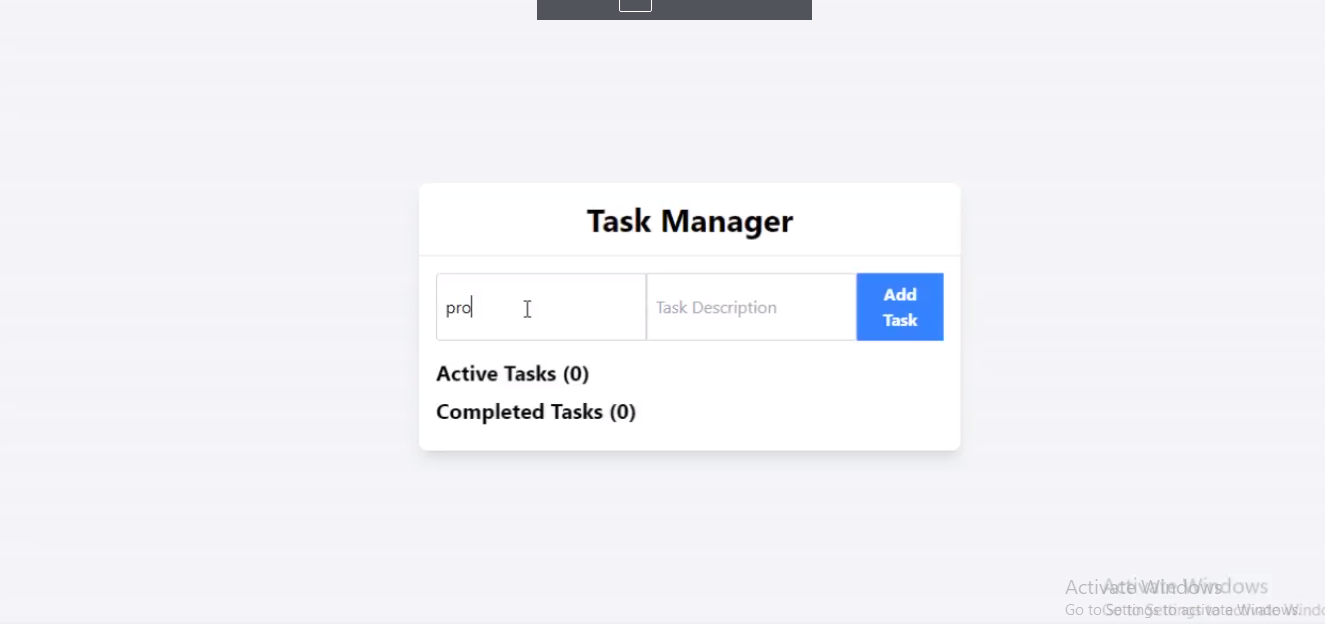 Task Manager
pro
Task Description
Add
Task
Active Tasks (0)
Completed Tasks (0)
Activate Windows
Go to Settings to activate Windows.